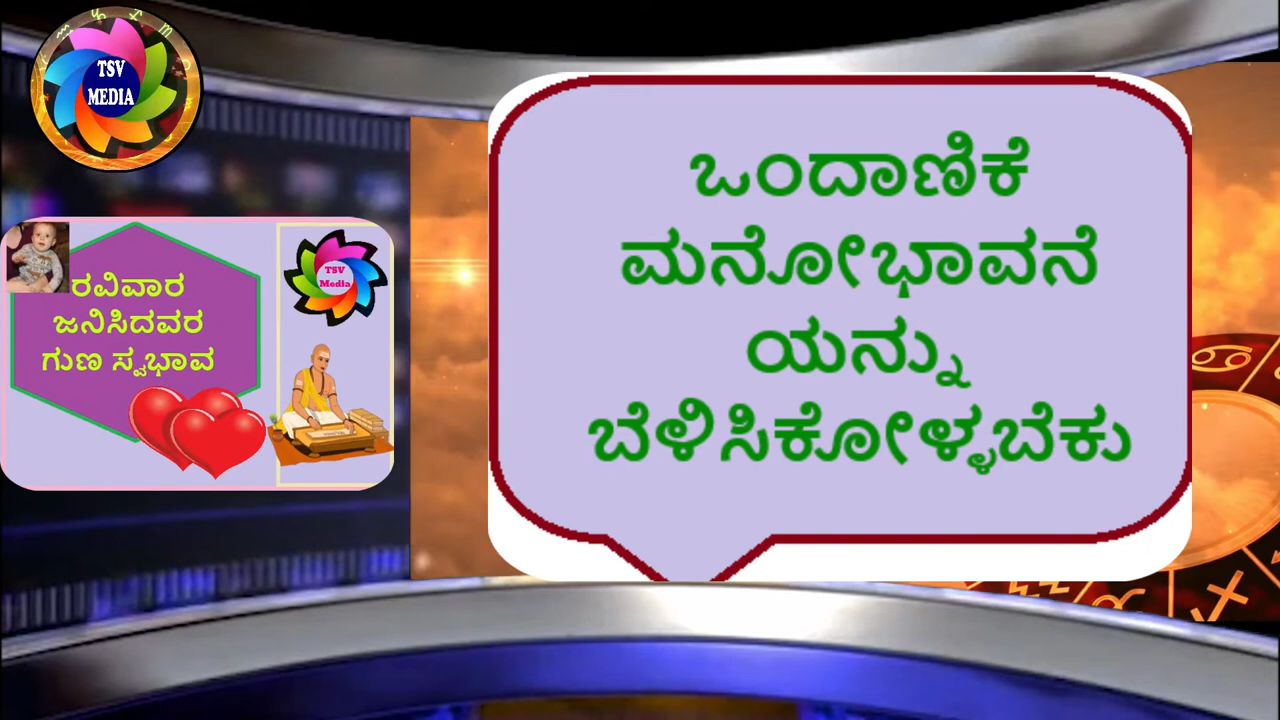 TSV
MEDIA
ರವಿವಾರ
ಜನಿಸಿದವರ
ಗುಣ ಸ್ವಭಾವ
TSV
Media
ಒಂದಾಣಿಕೆ
ಮನೋಭಾವನೆ
ಯನ್ನು
ಬೆಳಿಸಿಕೋಳ್ಳಬೆಕು